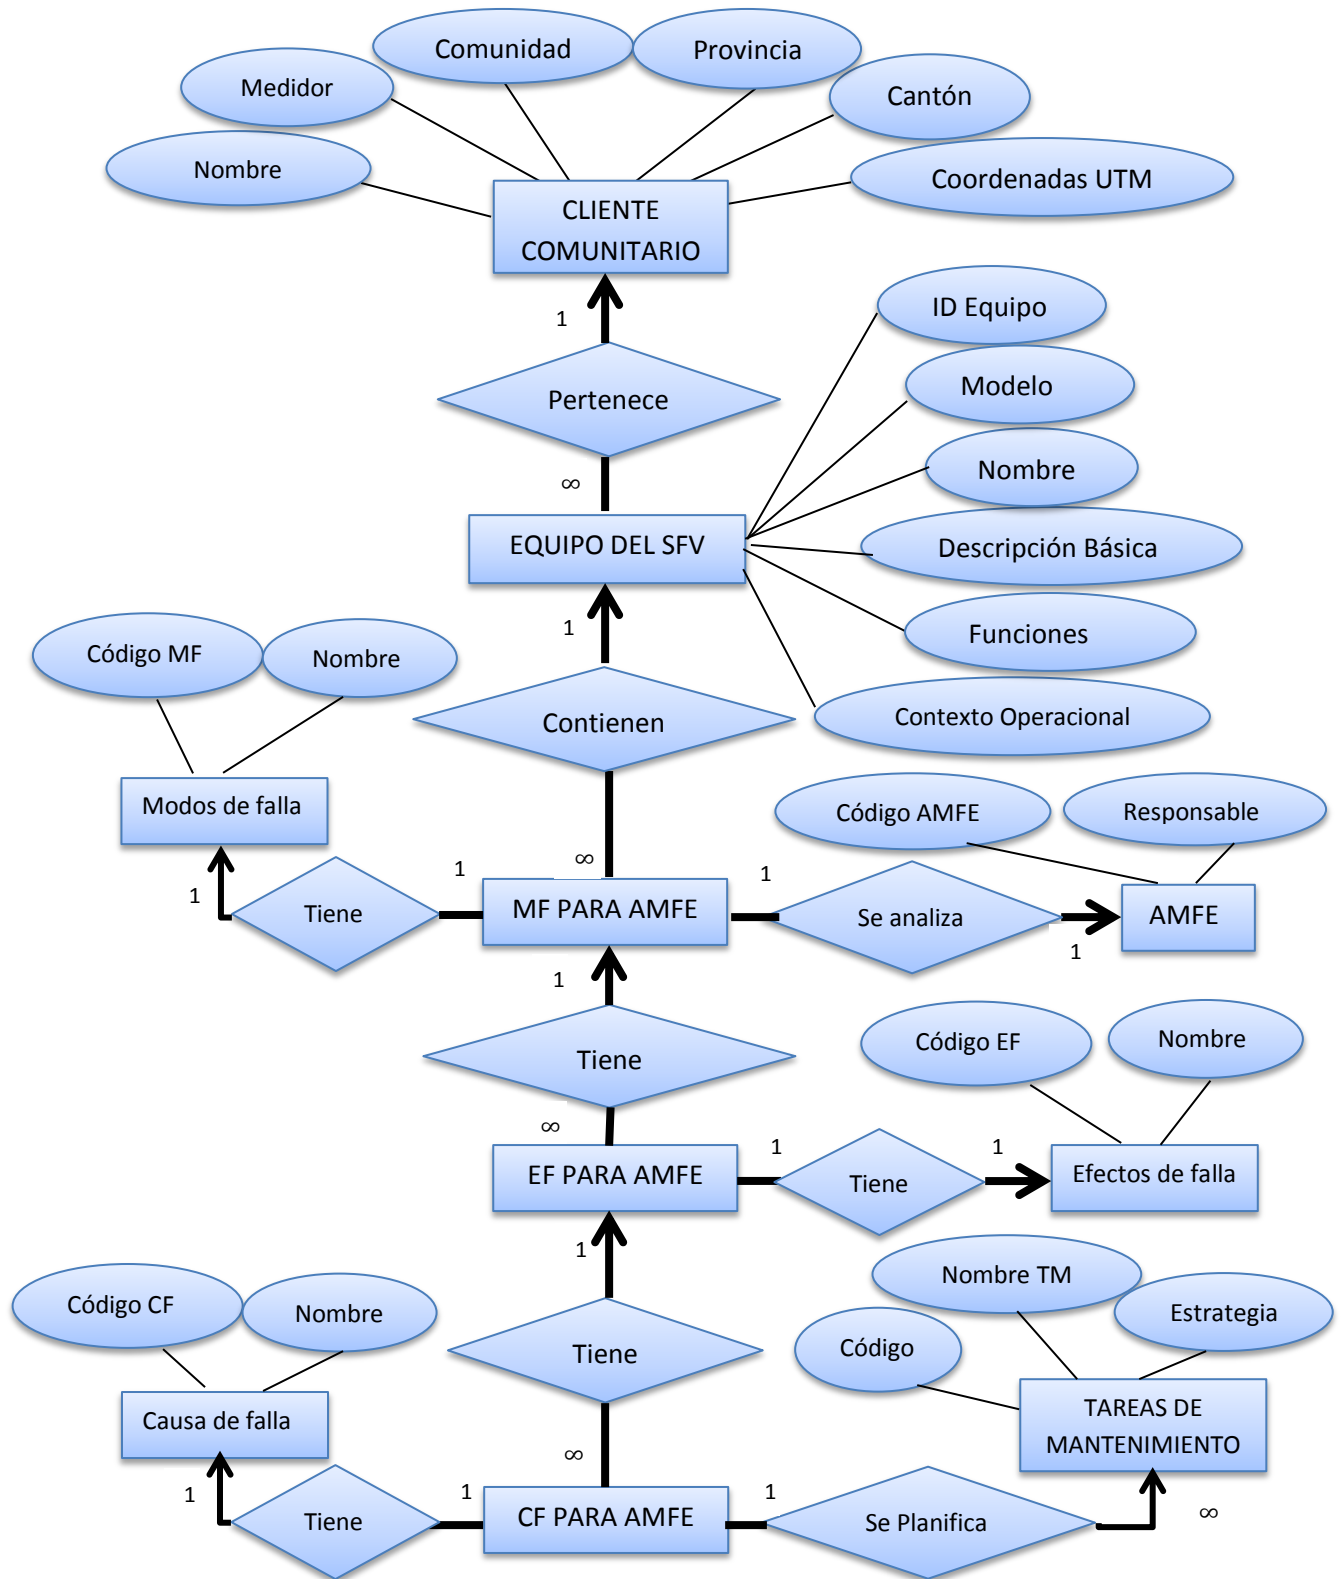 Comunidad
Provincia
Medidor
Cantón
Nombre
Coordenadas UTM
CLIENTE
COMUNITARIO
1
ID Equipo
Pertenece
Modelo
Nombre
∞
EQUIPO DEL SFV
Descripción Básica
1
Funciones
Código MF
Nombre
Contienen
Contexto Operacional
Modos de falla
Código AMFE
Responsable
∞
1
1
1
Tiene
MF PARA AMFE
Se analiza
AMFE
1
1
Tiene
Código EF
Nombre
∞
1
1
EF PARA AMFE
Tiene
Efectos de falla
1
Nombre TM
Código CF
Nombre
Estrategia
Tiene
Código
Causa de falla
TAREAS DE
MANTENIMIENTO
∞
1
1
1
∞
Tiene
CF PARA AMFE
Se Planifica